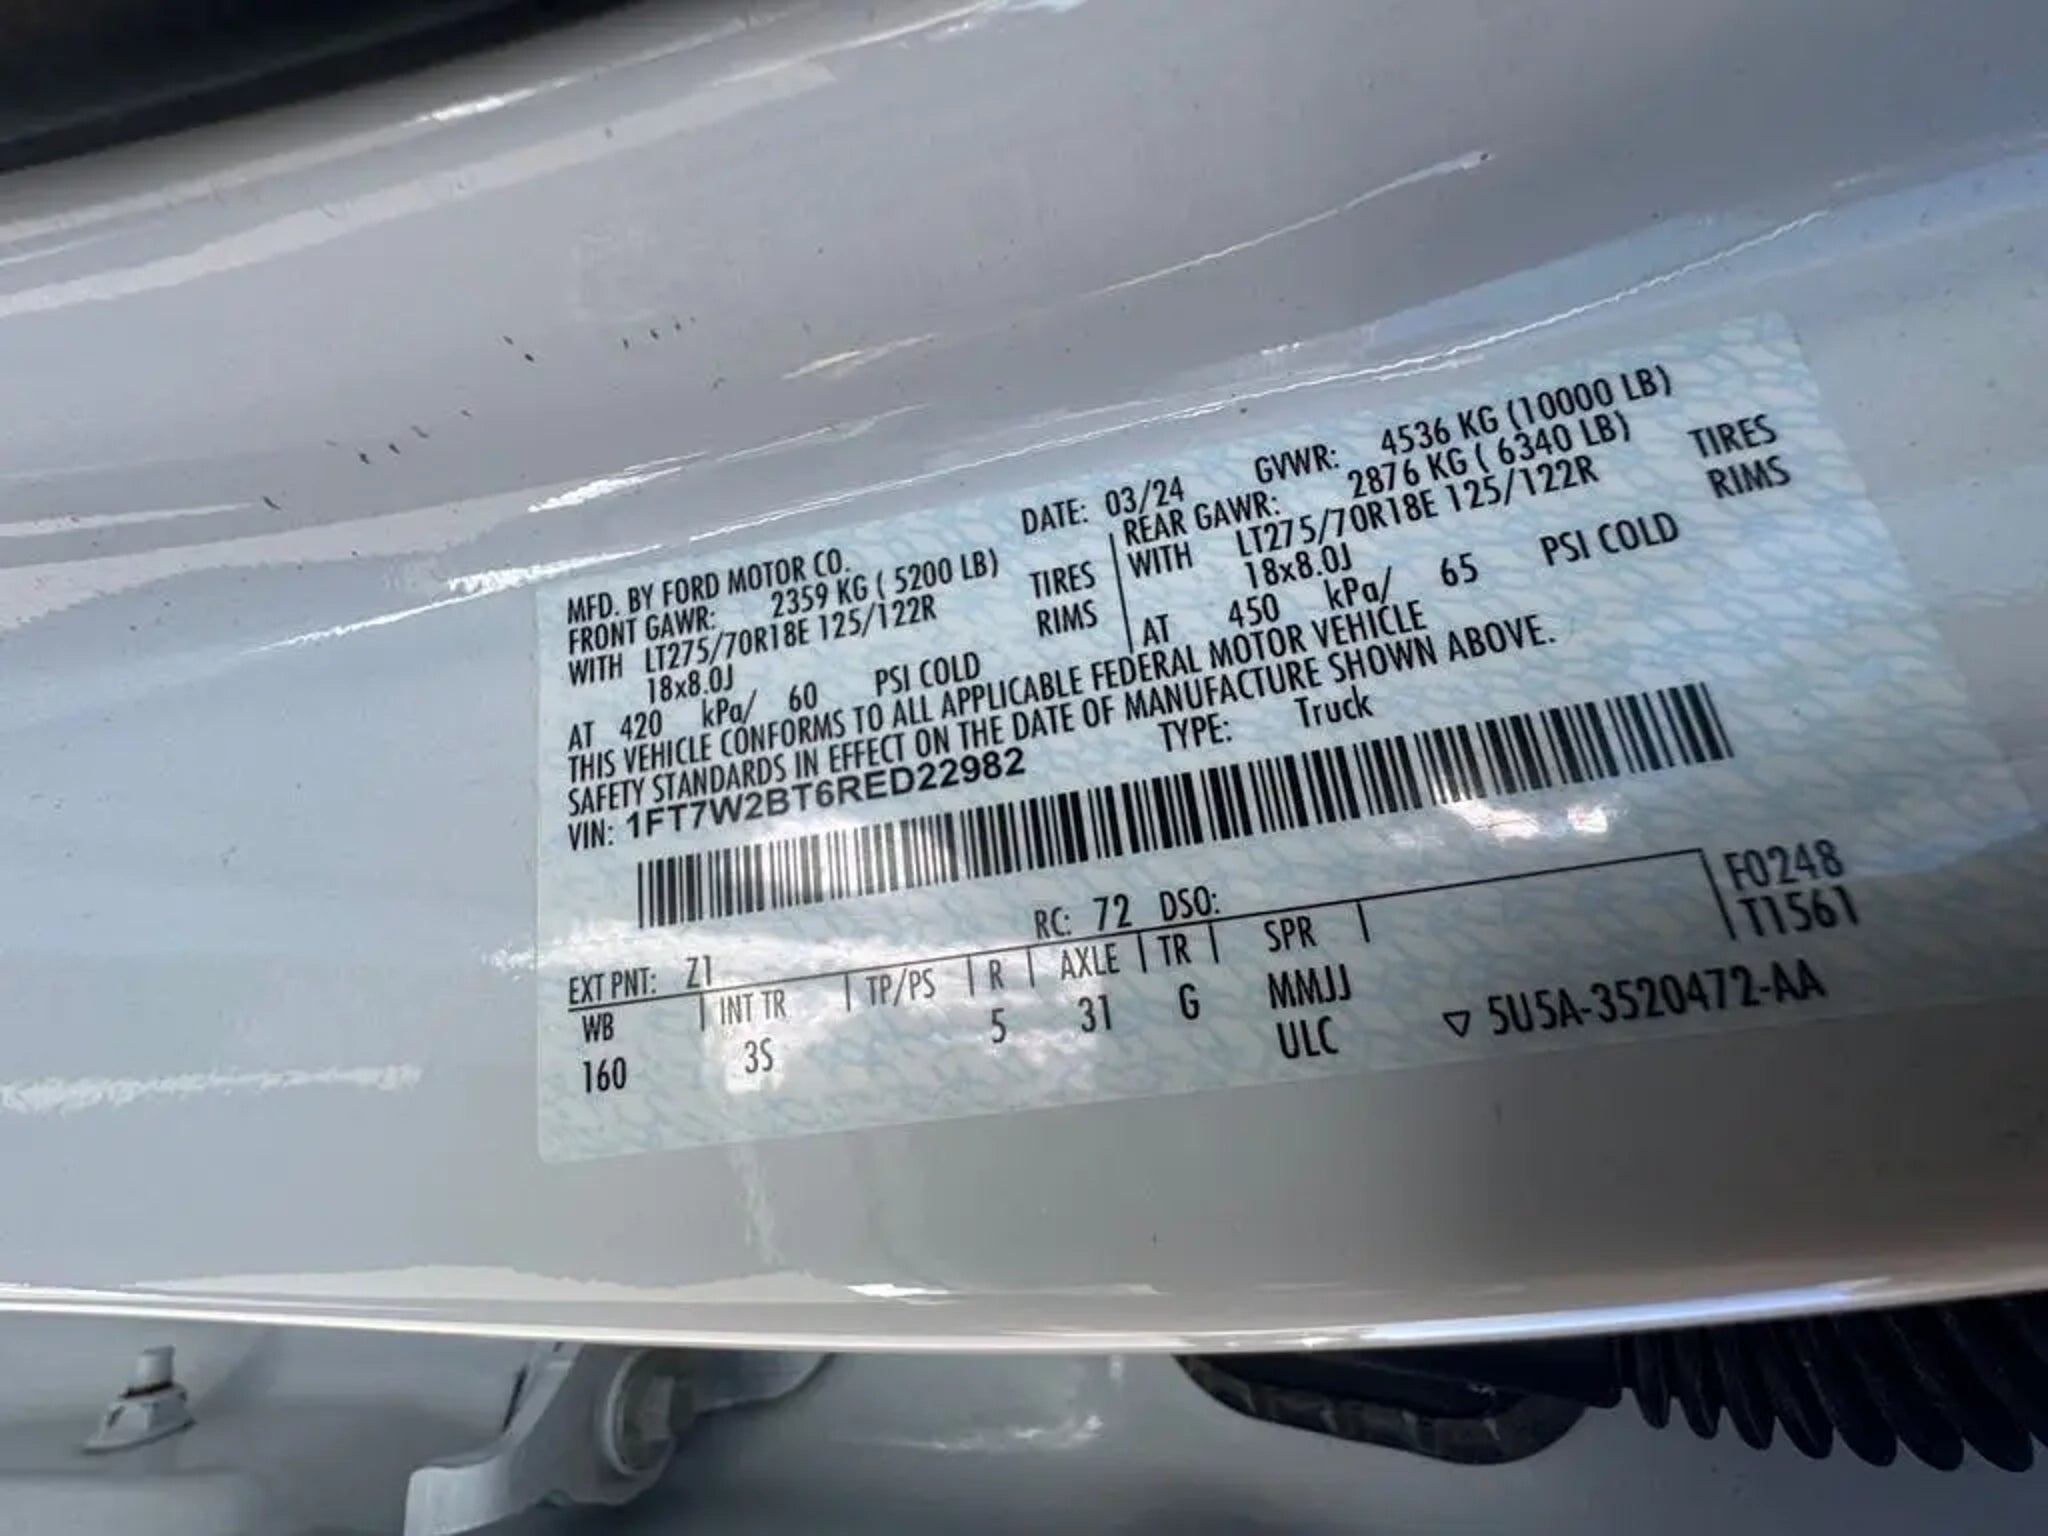 MFD. BY FORD MOTOR CO. DATE: 03/24 GVWR: 4536 KG (10000 LB)
FRONT GAWR: 2359 KG ( 5200 LB) REAR GAWR: 2876 KG ( 6340 LB)
WITH LT275/70R18E 125/122R TIRES WITH LT275/70R18E 125/122R TIRES
18x8.0J RIMS 18x8.0J RIMS
AT 420 kPa/ 60 PSI COLD AT 450 kPa/ 65 PSI COLD
THIS VEHICLE CONFORMS TO ALL APPLICABLE FEDERAL MOTOR VEHICLE
SAFETY STANDARDS IN EFFECT ON THE DATE OF MANUFACTURE SHOWN ABOVE.
VIN: 1FT7W2BT6RED22982 TYPE: Truck
EXT PNT: Z1 RC: 72 DSO: F0248
WB INT TR TP/PS R AXLE TR SPR T1561
160 3S 5 31 G MMJJ
ULC ▽ 5U5A-3520472-AA